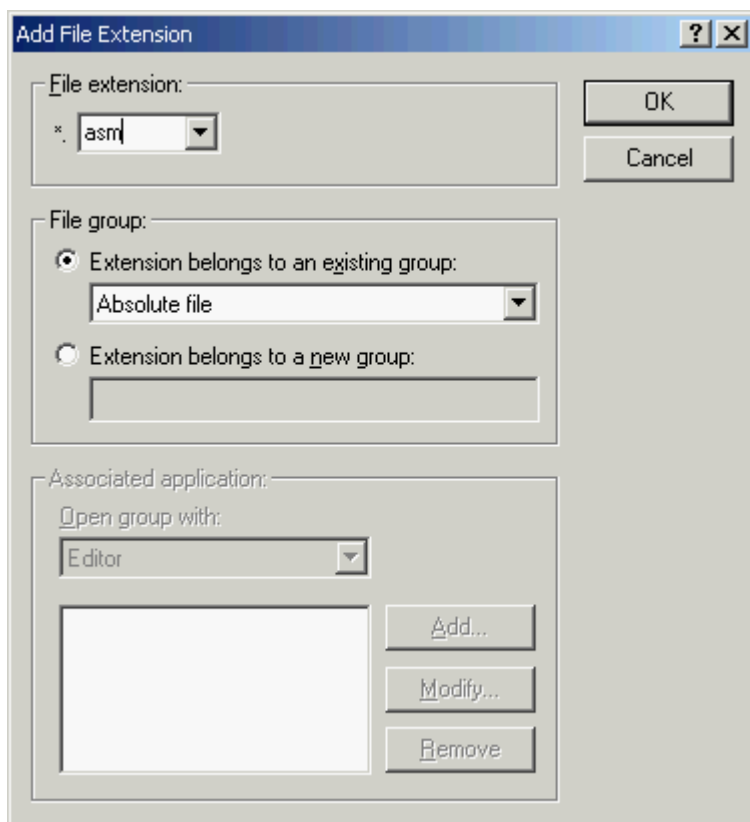 Add File Extension
File extension:
*. asm
OK
Cancel
File group:
Extension belongs to an existing group:
Absolute file
Extension belongs to a new group:
Associated application:
Open group with:
Editor
Add...
Modify...
Remove